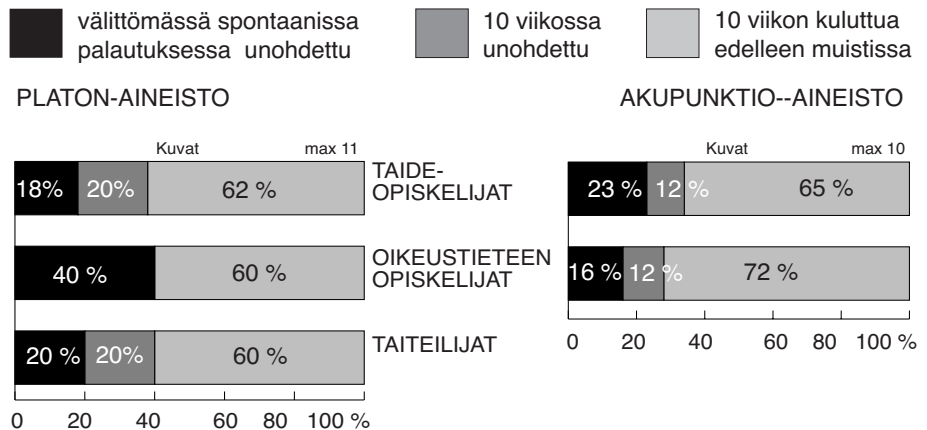 välittömässä spontaanissa
palautuksessa unohdettu
10 viikossa
unohdettu
10 viikon kuluttua
edelleen muistissa
PLATON-AINEISTO
Kuvat max 11
18% 20% 62 %
TAIDE-
OPISKELIJAT
40 % 60 %
OIKEUSTIETEEN
OPISKELIJAT
20 % 20% 60 %
TAITEILIJAT
0 20 40 60 80 100 %
AKUPUNKTIO--AINEISTO
Kuvat max 10
23 % 12 % 65 %
16 % 12 % 72 %
0 20 40 60 80 100 %